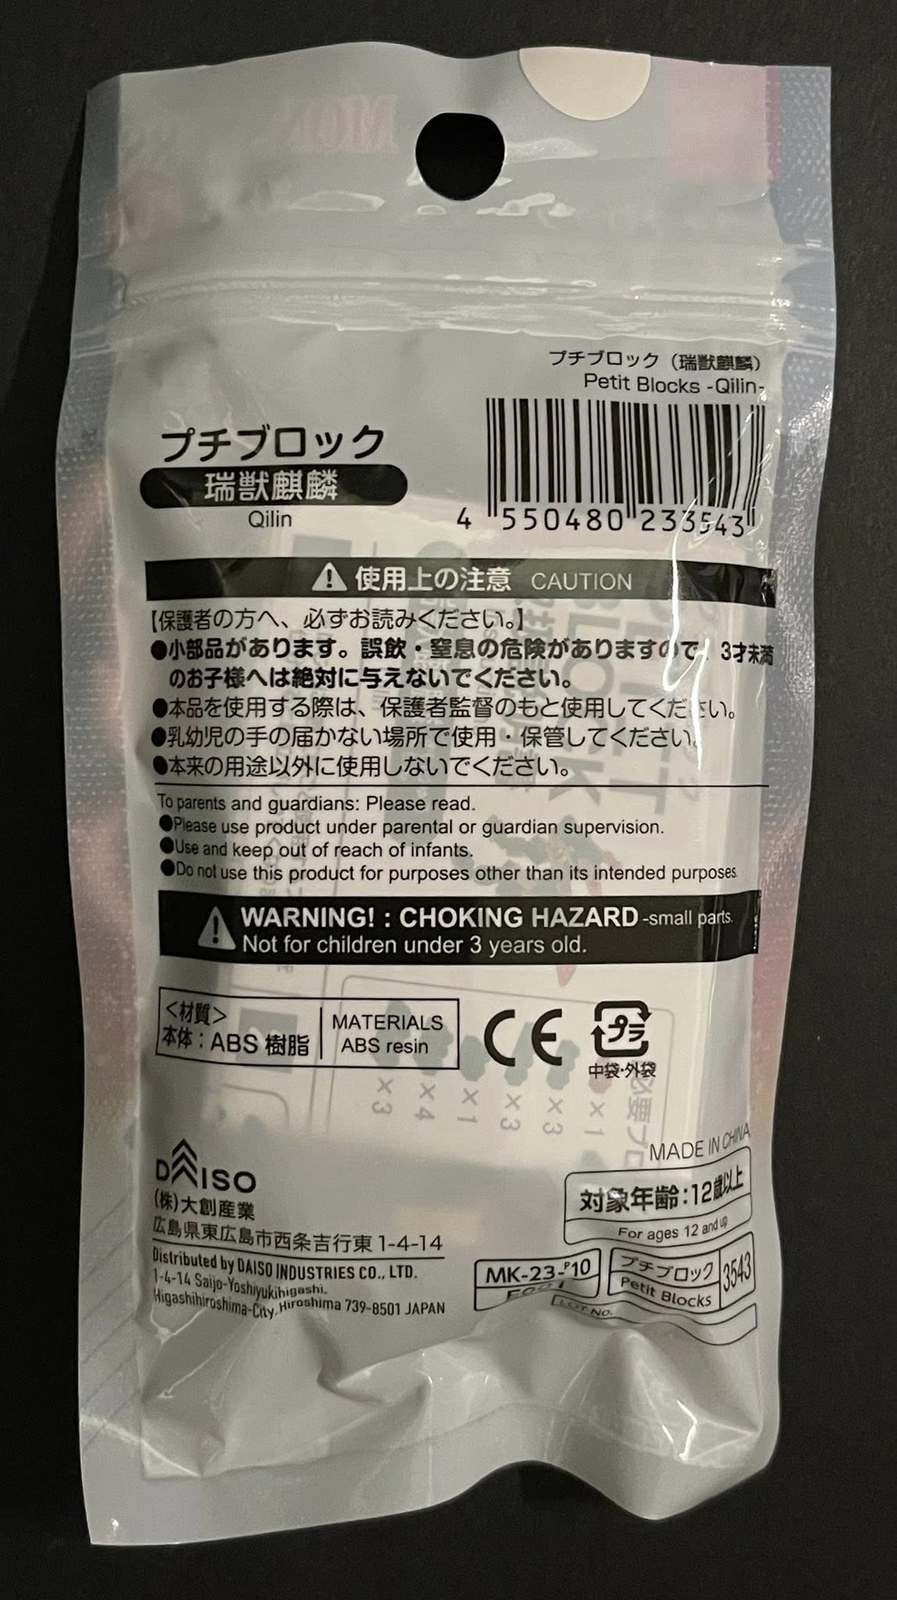 プチブロック（瑞獣麒麟）
Petit Blocks -Qilin-
4 550480 233543
プチブロック
瑞獣麒麟
Qilin
使用上の注意 CAUTION
【保護者の方へ、必ずお読みください。】
●小部品があります。誤飲・窒息の危険がありますので、3才未満
のお子様へは絶対に与えないでください。
●本品を使用する際は、保護者監督のもと使用してください。
●乳幼児の手の届かない場所で使用・保管してください。
●本来の用途以外に使用しないでください。
To parents and guardians: Please read.
●Please use product under parental or guardian supervision.
●Use and keep out of reach of infants.
●Do not use this product for purposes other than its intended purposes.
WARNING! : CHOKING HAZARD -small parts.
Not for children under 3 years old.
＜材質＞
本体：ABS 樹脂
MATERIALS
ABS resin
CE
プラ
中袋・外袋
MADE IN CHINA
対象年齢：12歳以上
For ages 12 and up
DAISO
(株)大創産業
広島県東広島市西条吉行東 1-4-14
Distributed by DAISO INDUSTRIES CO., LTD.
1-4-14 Saijo-Yoshiyukihigashi,
Higashihiroshima-City, Hiroshima 739-8501 JAPAN
MK-23-P10
プチブロック
Petit Blocks
3543
LOT NO.